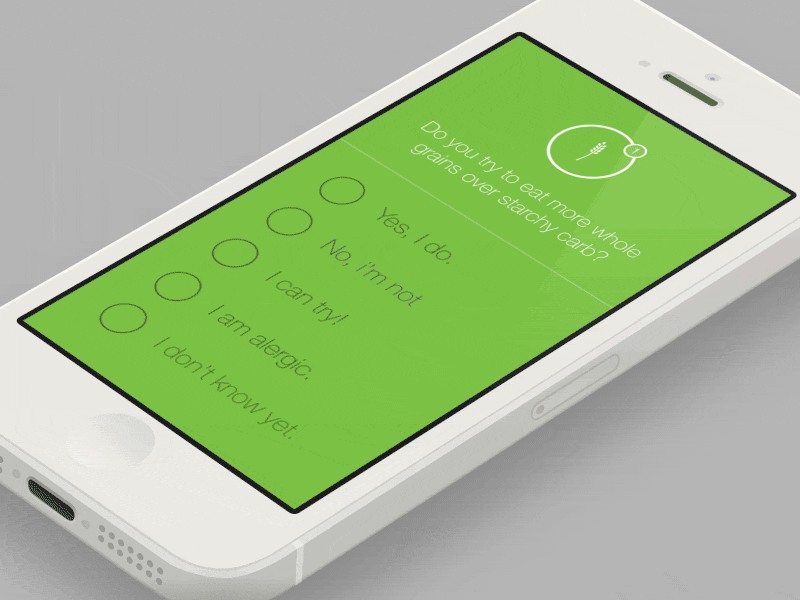 Do you try to eat more whole
grains over starchy carb?
Yes, I do.
No, i'm not
I can try!
I am alergic.
I don't know yet.